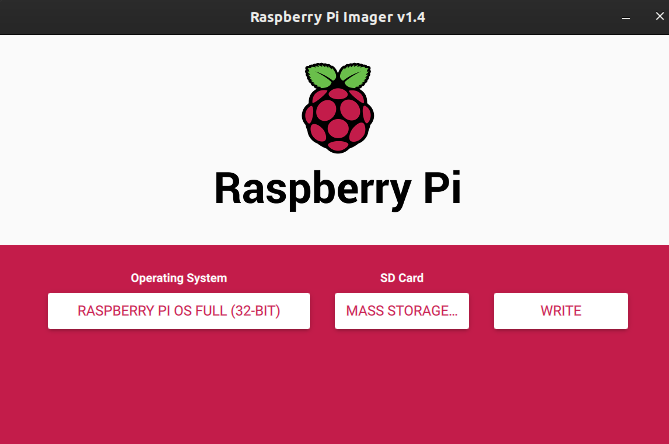 Raspberry Pi Imager v1.4
Raspberry Pi
Operating System
SD Card
RASPBERRY PI OS FULL (32-BIT)
MASS STORAGE...
WRITE